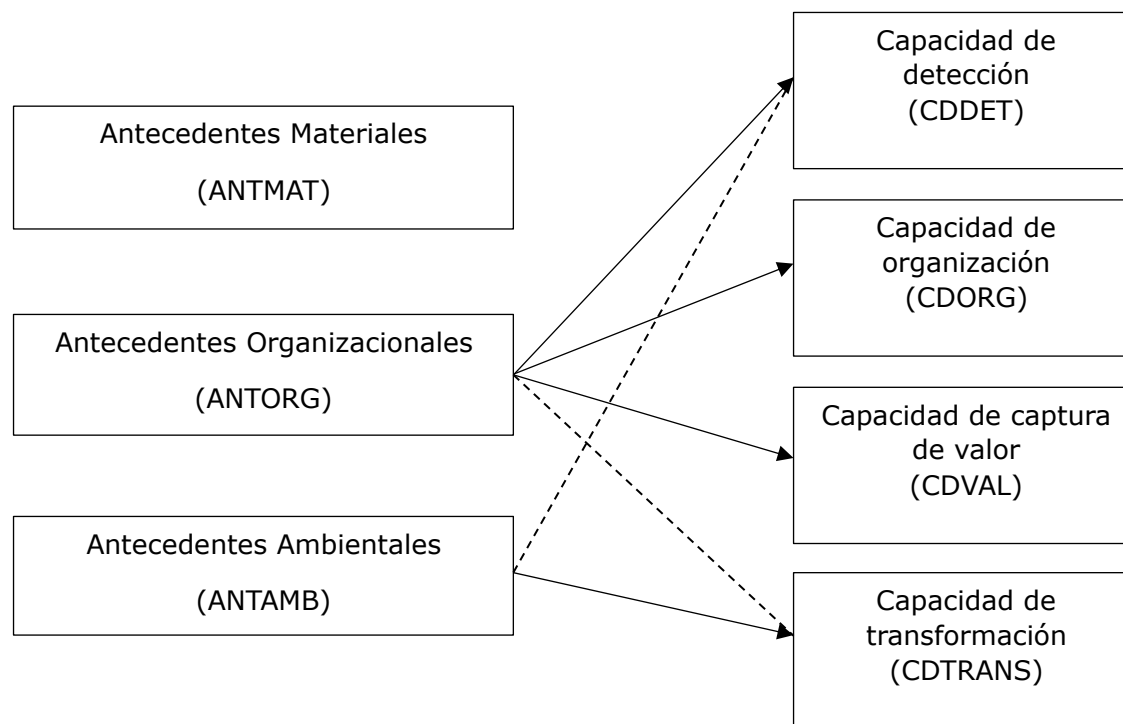 Antecedentes Materiales
(ANTMAT)
Antecedentes Organizacionales
(ANTORG)
Antecedentes Ambientales
(ANTAMB)
Capacidad de
detección
(CDDET)
Capacidad de
organización
(CDORG)
Capacidad de captura
de valor
(CDVAL)
Capacidad de
transformación
(CDTRANS)